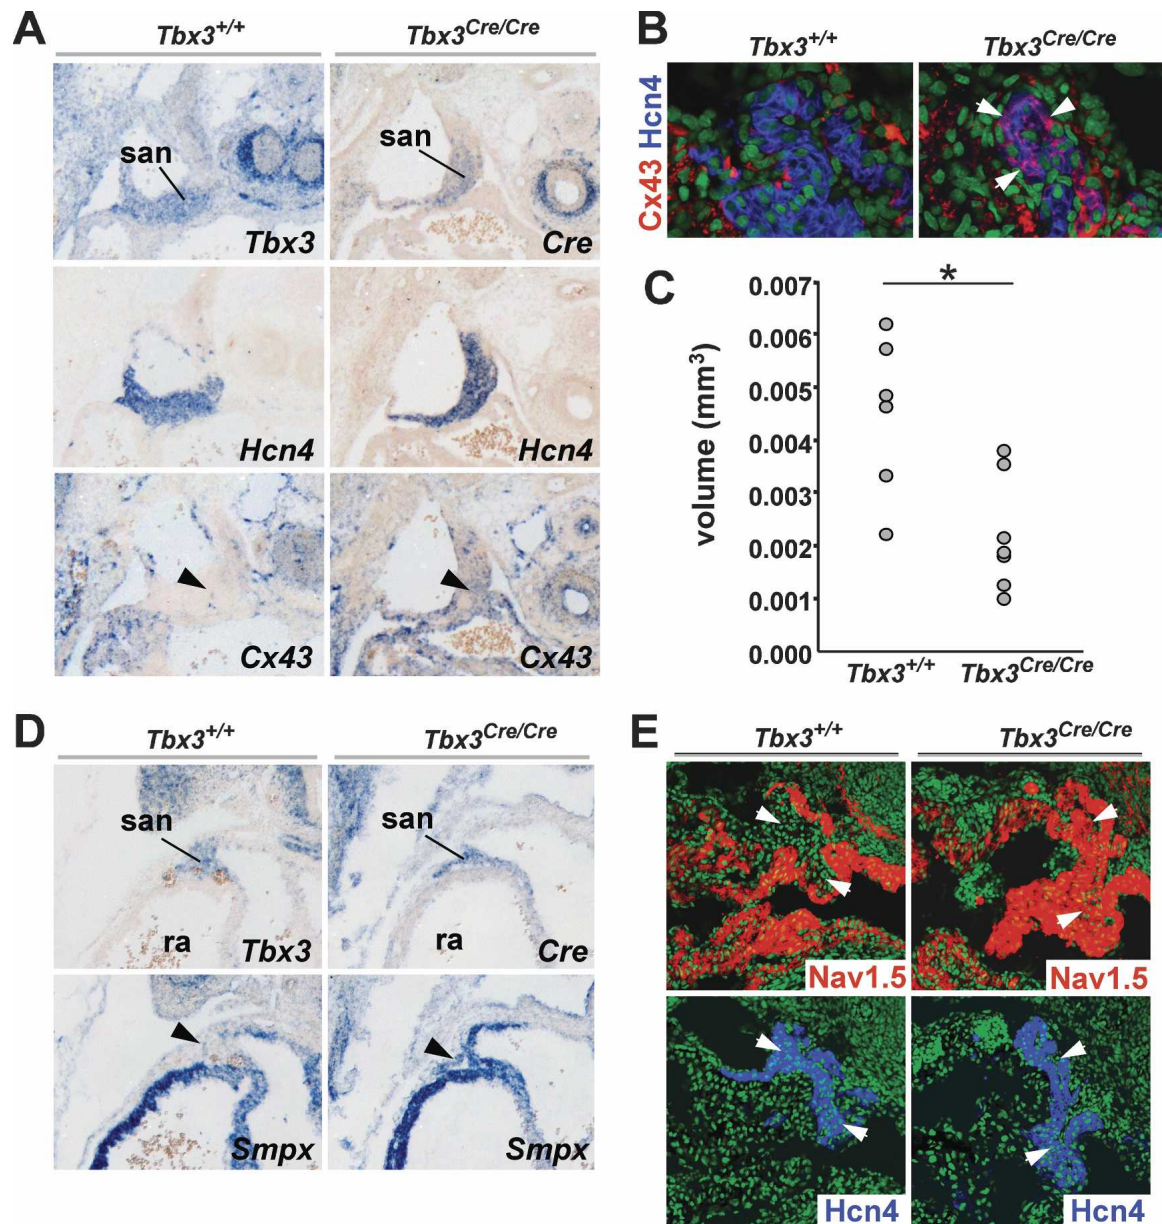 A
Tbx3+/+
Tbx3Cre/Cre
san
Tbx3
san
Cre
Hcn4
Hcn4
Cx43
Cx43
B
Tbx3+/+
Tbx3Cre/Cre
Cx43 Hcn4
C
*
volume (mm3)
0.007
0.006
0.005
0.004
0.003
0.002
0.001
0.000
Tbx3+/+
Tbx3Cre/Cre
D
Tbx3+/+
Tbx3Cre/Cre
san
ra
Tbx3
san
ra
Cre
Smpx
Smpx
E
Tbx3+/+
Tbx3Cre/Cre
Nav1.5
Nav1.5
Hcn4
Hcn4